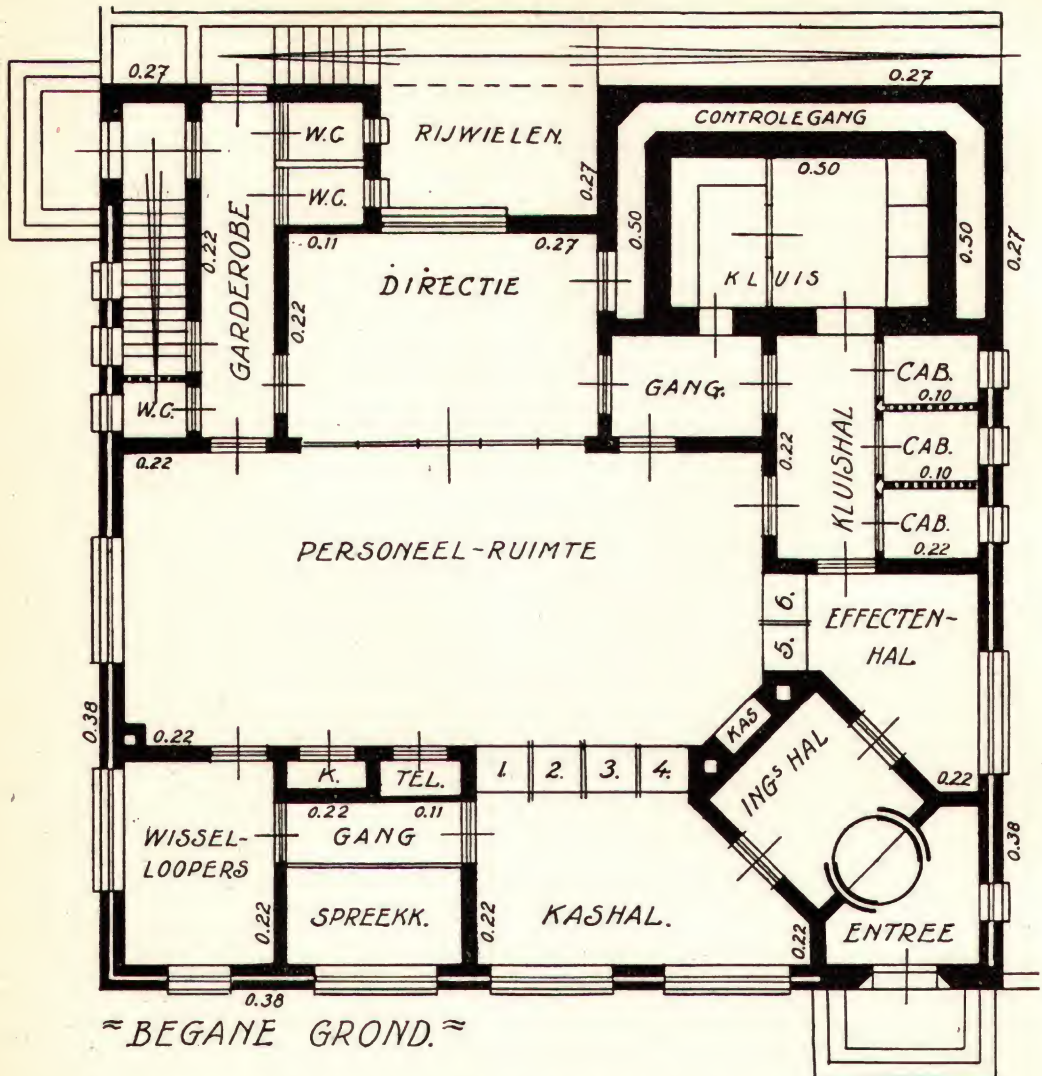 0.27
0.27
CONTROLEGANG
W.C
RIJWIELEN.
0.50
W.C.
0.27
0.22
GARDEROBE
0.11
0.27
0.50
0.50
0.27
DIRECTIE
KLUIS
0.22
GANG.
CAB.
0.10
W.C.
KLUISHAL
CAB.
0.22
0.22
0.10
CAB.
0.22
PERSONEEL-RUIMTE
6.
5.
EFFECTEN-
HAL
0.38
0.22
KAS
K.
TEL.
1.
2.
3.
4.
INGS HAL
0.22
0.22
0.11
GANG
WISSEL-
LOOPERS
0.38
SPREEKK.
KASHAL.
ENTREE
0.22
0.22
0.22
0.38
≈BEGANE GROND.≈